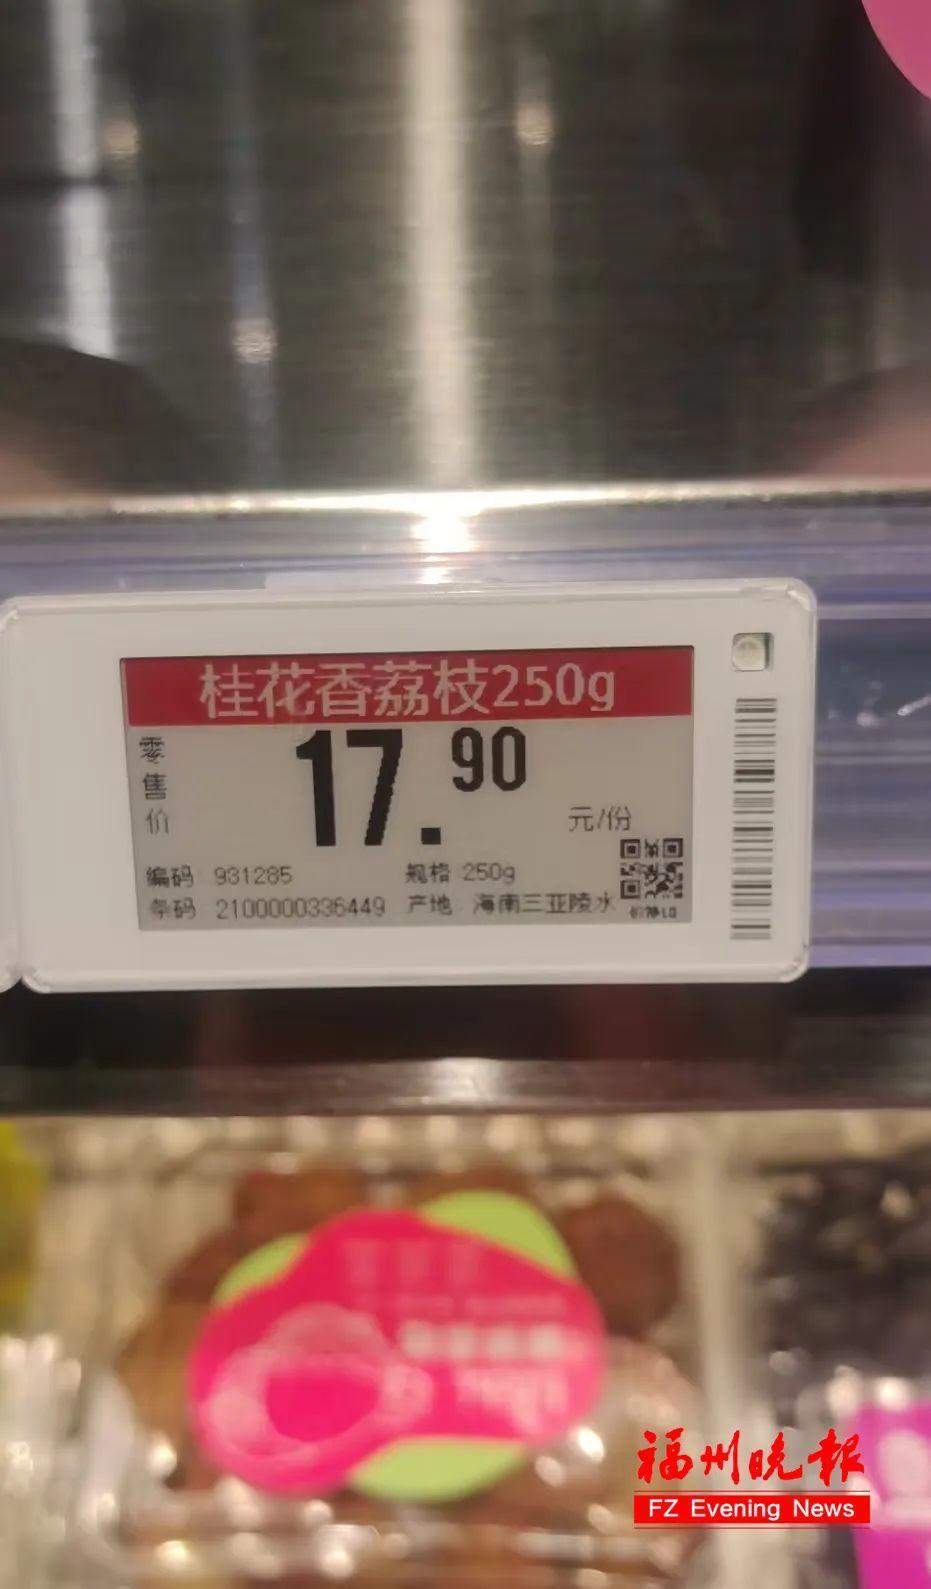 桂花香荔枝250g
零售价
17.90
元/份
编码 931285
规格 250g
条码 2100000336449
产地 海南三亚陵水
福州晚报
FZ Evening News